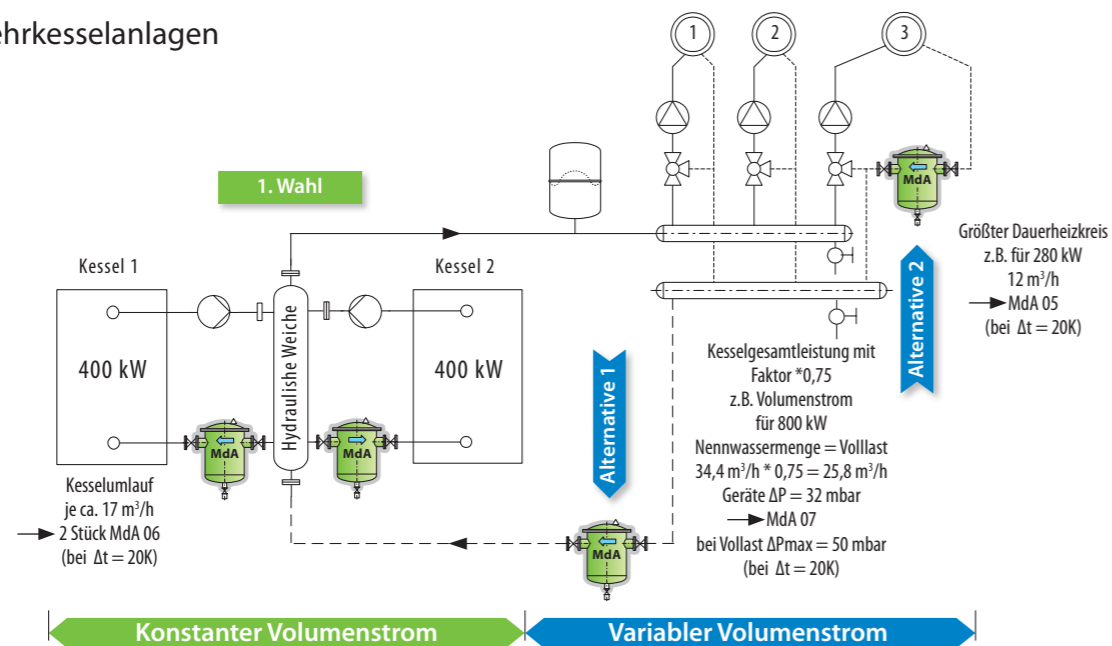 ehrkesselanlagen
1
2
3
1. Wahl
MdA
Kessel 1
Kessel 2
Hydraulishe Weiche
400 kW
400 kW
MdA
MdA
Kesselumlauf
je ca. 17 m³/h
2 Stück MdA 06
(bei Δt = 20K)
Alternative 1
MdA
Kesselgesamtleistung mit
Faktor *0,75
z.B. Volumenstrom
für 800 kW
Nennwassermenge = Volllast
34,4 m³/h * 0,75 = 25,8 m³/h
Geräte ΔP = 32 mbar
MdA 07
bei Vollast ΔPmax = 50 mbar
(bei Δt = 20K)
Alternative 2
Größter Dauerheizkreis
z.B. für 280 kW
12 m³/h
MdA 05
(bei Δt = 20K)
Konstanter Volumenstrom
Variabler Volumenstrom